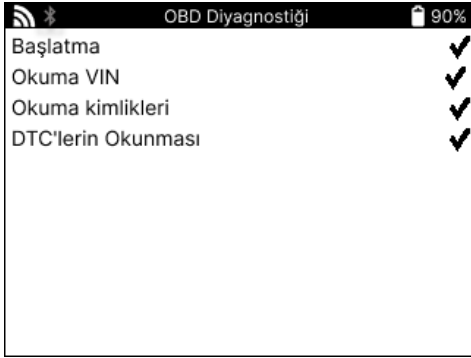 OBD Diyagnostiği 90%
Başlatma
Okuma VIN
Okuma kimlikleri
DTC'lerin Okunması